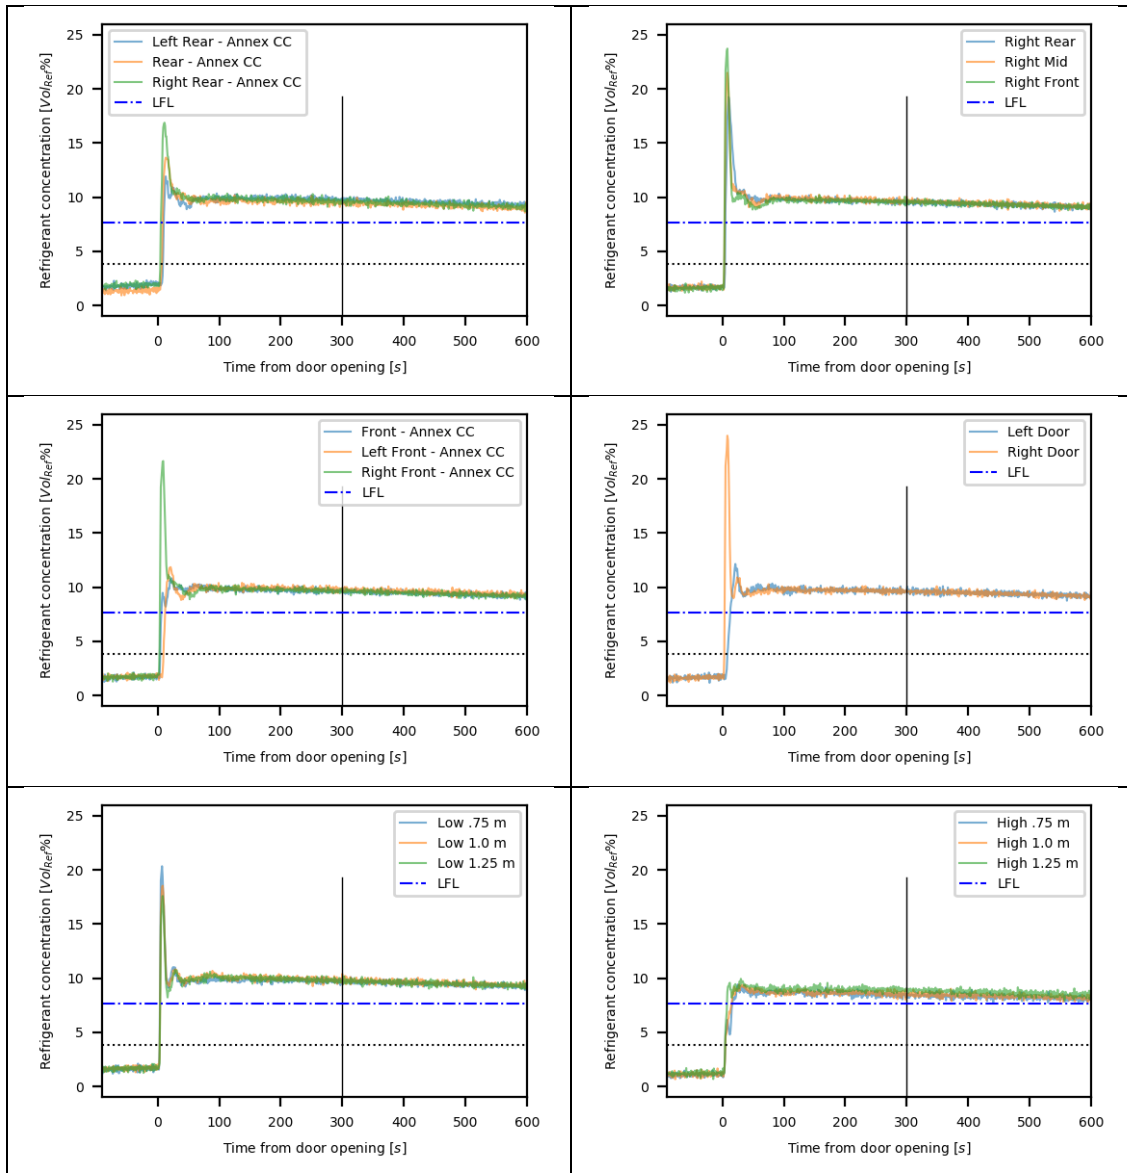 Refrigerant concentration [Vol_Ref%]
25
20
15
10
5
0
Left Rear - Annex CC
Rear - Annex CC
Right Rear - Annex CC
LFL
0 100 200 300 400 500 600
Time from door opening [s]
Refrigerant concentration [Vol_Ref%]
25
20
15
10
5
0
Right Rear
Right Mid
Right Front
LFL
0 100 200 300 400 500 600
Time from door opening [s]
Refrigerant concentration [Vol_Ref%]
25
20
15
10
5
0
Front - Annex CC
Left Front - Annex CC
Right Front - Annex CC
LFL
0 100 200 300 400 500 600
Time from door opening [s]
Refrigerant concentration [Vol_Ref%]
25
20
15
10
5
0
Left Door
Right Door
LFL
0 100 200 300 400 500 600
Time from door opening [s]
Refrigerant concentration [Vol_Ref%]
25
20
15
10
5
0
Low .75 m
Low 1.0 m
Low 1.25 m
LFL
0 100 200 300 400 500 600
Time from door opening [s]
Refrigerant concentration [Vol_Ref%]
25
20
15
10
5
0
High .75 m
High 1.0 m
High 1.25 m
LFL
0 100 200 300 400 500 600
Time from door opening [s]